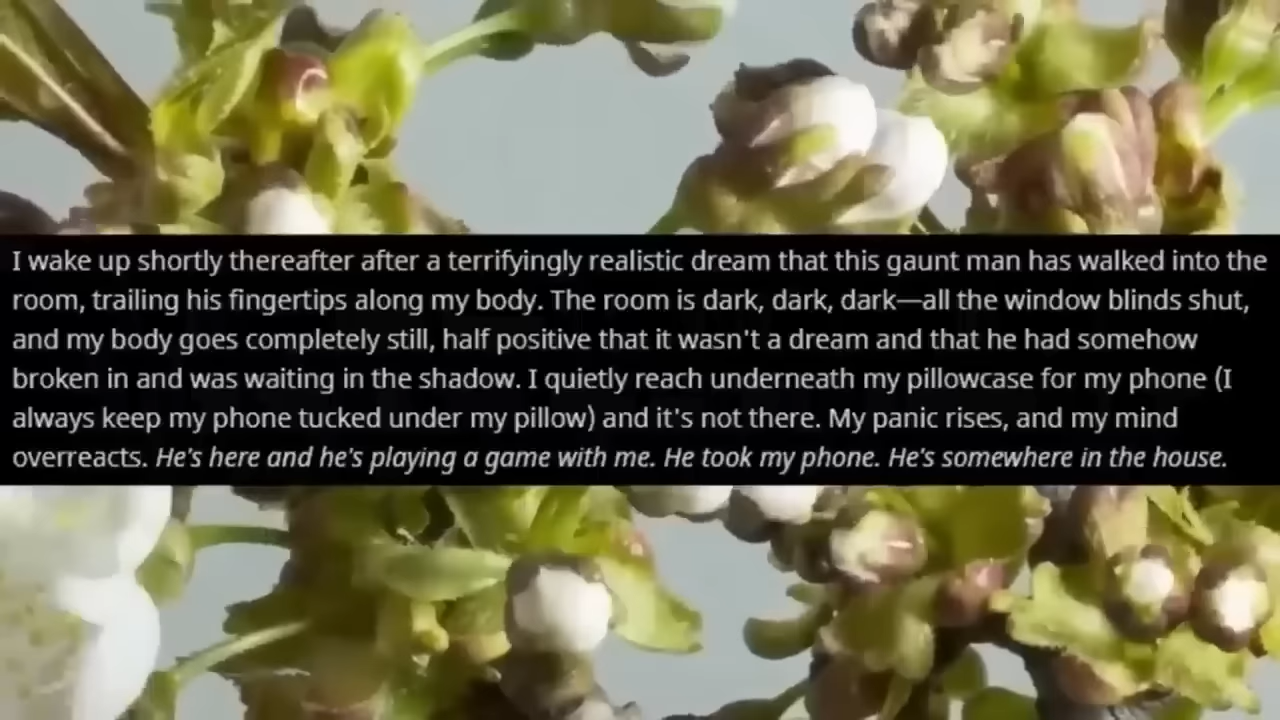 I wake up shortly thereafter after a terrifyingly realistic dream that this gaunt man has walked into the
room, trailing his fingertips along my body. The room is dark, dark, dark—all the window blinds shut,
and my body goes completely still, half positive that it wasn't a dream and that he had somehow
broken in and was waiting in the shadow. I quietly reach underneath my pillowcase for my phone (I
always keep my phone tucked under my pillow) and it's not there. My panic rises, and my mind
overreacts. He's here and he's playing a game with me. He took my phone. He's somewhere in the house.